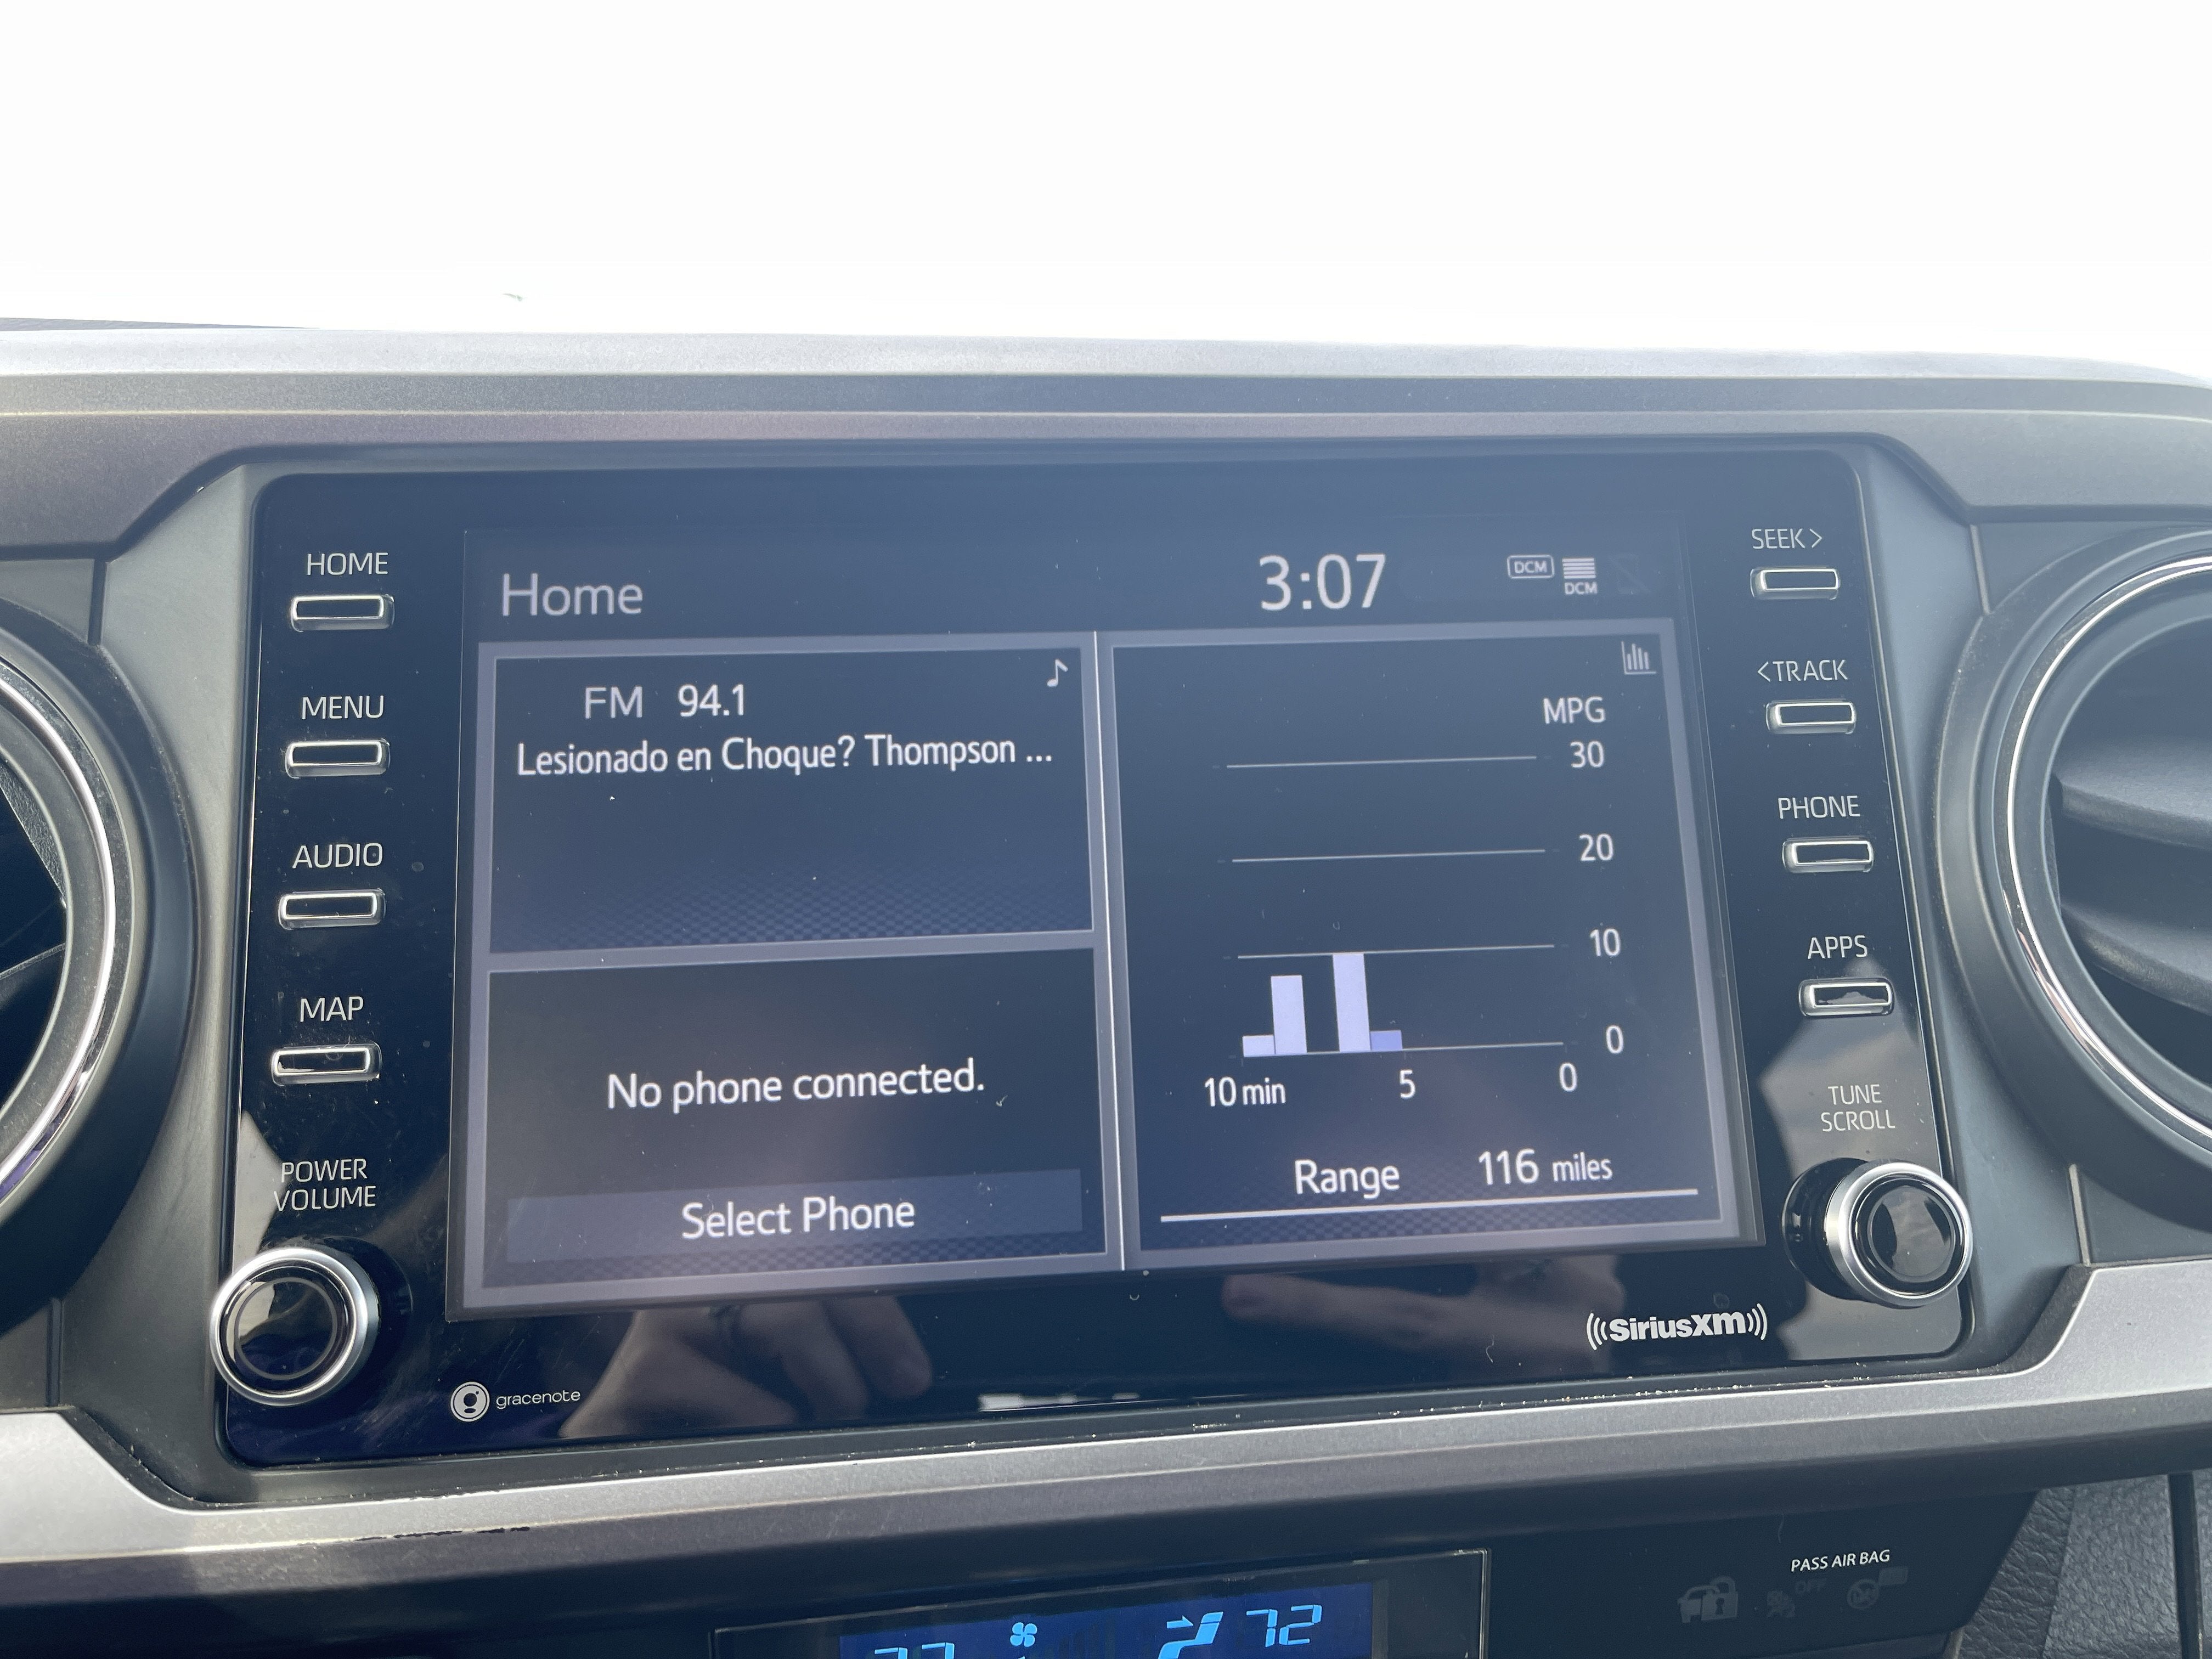 HOME
MENU
AUDIO
MAP
POWER
VOLUME
Home
3:07
DCM
DCM
FM 94.1
Lesionado en Choque? Thompson ...
No phone connected.
Select Phone
MPG
30
20
10
0
10 min 5 0
Range 116 miles
SEEK >
< TRACK
PHONE
APPS
TUNE
SCROLL
gracenote
((SiriusXM))
PASS AIR BAG
OFF
72